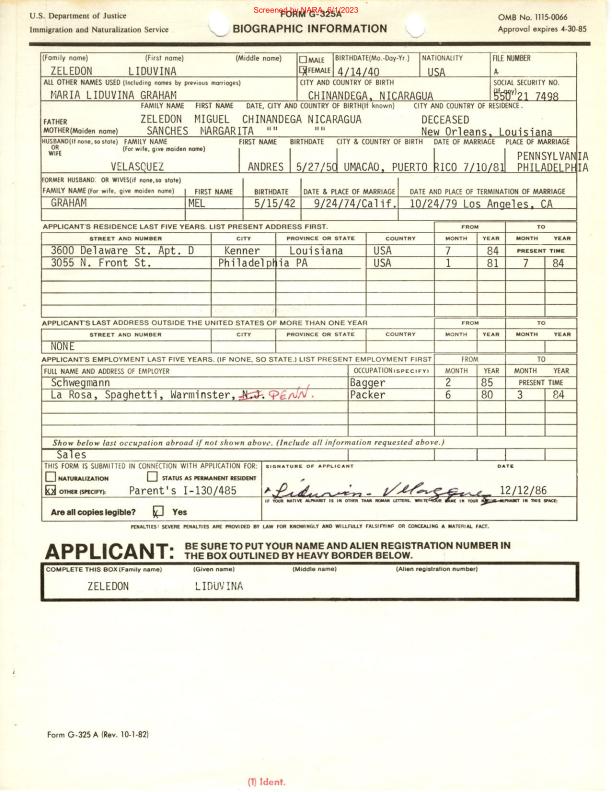 Screened by NARA, 6/1/2023
U.S. Department of Justice
Immigration and Naturalization Service
FORM G-325A
BIOGRAPHIC INFORMATION
OMB No. 1115-0066
Approval expires 4-30-85
(Family name) (First name) (Middle name) MALE BIRTHDATE(Mo.-Day-Yr.) NATIONALITY FILE NUMBER
ZELEDON LIDUVINA X FEMALE 4/14/40 USA A-
ALL OTHER NAMES USED (Including names by previous marriages) CITY AND COUNTRY OF BIRTH SOCIAL SECURITY NO. (If any)
MARIA LIDUVINA GRAHAM CHINANDEGA, NICARAGUA 550 21 7498
FAMILY NAME FIRST NAME DATE, CITY AND COUNTRY OF BIRTH(If known) CITY AND COUNTRY OF RESIDENCE.
FATHER ZELEDON MIGUEL CHINANDEGA NICARAGUA DECEASED
MOTHER(Maiden name) SANCHES MARGARITA "" "" New Orleans, Louisiana
HUSBAND(If none, so state) OR WIFE FAMILY NAME (For wife, give maiden name) FIRST NAME BIRTHDATE CITY & COUNTRY OF BIRTH DATE OF MARRIAGE PLACE OF MARRIAGE
PENNSYLVANIA
VELASQUEZ ANDRES 5/27/50 UMACAO, PUERTO RICO 7/10/81 PHILADELPHIA
FORMER HUSBAND. OR WIVES(if none, so state)
FAMILY NAME (For wife, give maiden name) FIRST NAME BIRTHDATE DATE & PLACE OF MARRIAGE DATE AND PLACE OF TERMINATION OF MARRIAGE
GRAHAM MEL 5/15/42 9/24/74/Calif. 10/24/79 Los Angeles, CA
APPLICANT'S RESIDENCE LAST FIVE YEARS. LIST PRESENT ADDRESS FIRST. FROM TO
STREET AND NUMBER CITY PROVINCE OR STATE COUNTRY MONTH YEAR MONTH YEAR
3600 Delaware St. Apt. D Kenner Louisiana USA 7 84 PRESENT TIME
3055 N. Front St. Philadelphia PA USA 1 81 7 84
APPLICANT'S LAST ADDRESS OUTSIDE THE UNITED STATES OF MORE THAN ONE YEAR FROM TO
STREET AND NUMBER CITY PROVINCE OR STATE COUNTRY MONTH YEAR MONTH YEAR
NONE
APPLICANT'S EMPLOYMENT LAST FIVE YEARS. (IF NONE, SO STATE.) LIST PRESENT EMPLOYMENT FIRST FROM TO
FULL NAME AND ADDRESS OF EMPLOYER OCCUPATION (SPECIFY) MONTH YEAR MONTH YEAR
Schwegmann Bagger 2 85 PRESENT TIME
La Rosa, Spaghetti, Warminster, N.J. PENN. Packer 6 80 3 84
Show below last occupation abroad if not shown above. (Include all information requested above.)
Sales
THIS FORM IS SUBMITTED IN CONNECTION WITH APPLICATION FOR: SIGNATURE OF APPLICANT DATE
NATURALIZATION STATUS AS PERMANENT RESIDENT
XX OTHER (SPECIFY): Parent's I-130/485 Liduvin- Velazquez 12/12/86
IF YOUR NATIVE ALPHABET IS IN OTHER THAN ROMAN LETTERS, WRITE YOUR NAME IN YOUR NATIVE ALPHABET IN THIS SPACE:
Are all copies legible? X Yes
PENALTIES: SEVERE PENALTIES ARE PROVIDED BY LAW FOR KNOWINGLY AND WILLFULLY FALSIFYING OR CONCEALING A MATERIAL FACT.
APPLICANT: BE SURE TO PUT YOUR NAME AND ALIEN REGISTRATION NUMBER IN
THE BOX OUTLINED BY HEAVY BORDER BELOW.
COMPLETE THIS BOX (Family name) (Given name) (Middle name) (Alien registration number)
ZELEDON LIDUVINA
Form G-325 A (Rev. 10-1-82)
(1) Ident.